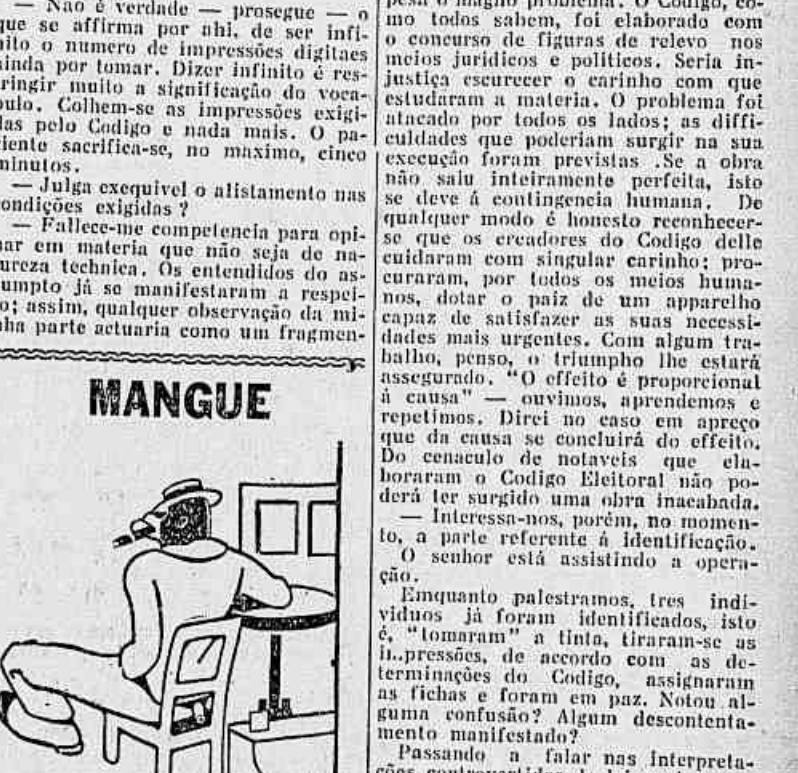 — Não é verdade — prosegue — o
que se affirma por ahi, de ser infi-
nito o numero de impressões digitaes
ainda por tomar. Dizer infinito é res-
tringir muito a significação do voca-
bulo. Colhem-se as impressões exigi-
das pelo Codigo e nada mais. O pa-
ciente sacrifica-se, no maximo, cinco
minutos.
— Julga exequivel o alistamento nas
condições exigidas ?
— Fallece-me competencia para opi-
nar em materia que não seja de na-
tureza technica. Os entendidos do as-
sumpto já se manifestaram a respei-
to; assim, qualquer observação da mi-
nha parte actuaria como um fragmen-
MANGUE
magno problema. O Codigo, co-
mo todos sabem, foi elaborado com
o concurso de figuras de relevo nos
meios juridicos e politicos. Seria in-
justiça escurecer o carinho com que
estudaram a materia. O problema foi
atacado por todos os lados; as diffi-
culdades que poderiam surgir na sua
execução foram previstas .Se a obra
não saiu inteiramente perfeita, isto
se deve á contingencia humana. De
qualquer modo é honesto reconhecer-
se que os creadores do Codigo delle
cuidaram com singular carinho; pro-
curaram, por todos os meios huma-
nos, dotar o paiz de um apparelho
capaz de satisfazer as suas necessi-
dades mais urgentes. Com algum tra-
balho, penso, o triumpho lhe estará
assegurado. "O effeito é proporcional
á causa" — ouvimos, aprendemos e
repetimos. Direi no caso em apreço
que da causa se concluirá do effeito.
Do cenaculo de notaveis que ela-
boraram o Codigo Eleitoral não po-
derá ter surgido uma obra inacabada.
— Interessa-nos, porém, no momen-
to, a parte referente á identificação.
O senhor está assistindo a opera-
ção.
Emquanto palestramos, tres indi-
viduos já foram identificados, isto
é, "tomaram" a tinta, tiraram-se as
in.pressões, de accordo com as de-
terminações do Codigo, assignaram
as fichas e foram em paz. Notou al-
guma confusão? Algum descontenta-
mento manifestado?
Passando a falar nas interpreta-
ções